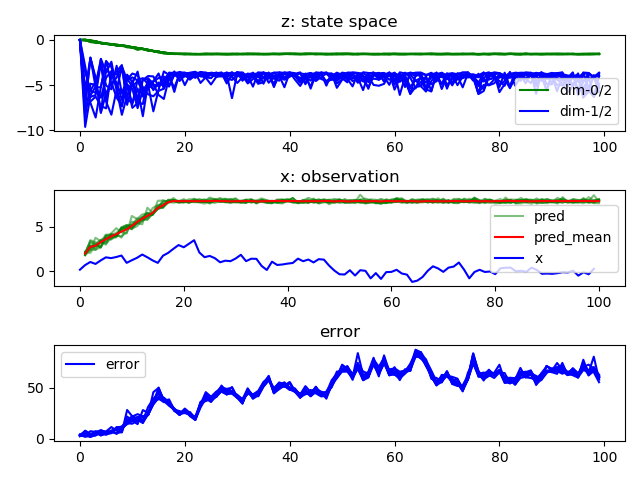 z: state space
0
−5
−10
dim-0/2
dim-1/2
0 20 40 60 80 100
x: observation
5
0
pred
pred_mean
x
0 20 40 60 80 100
error
50
0
error
0 20 40 60 80 100